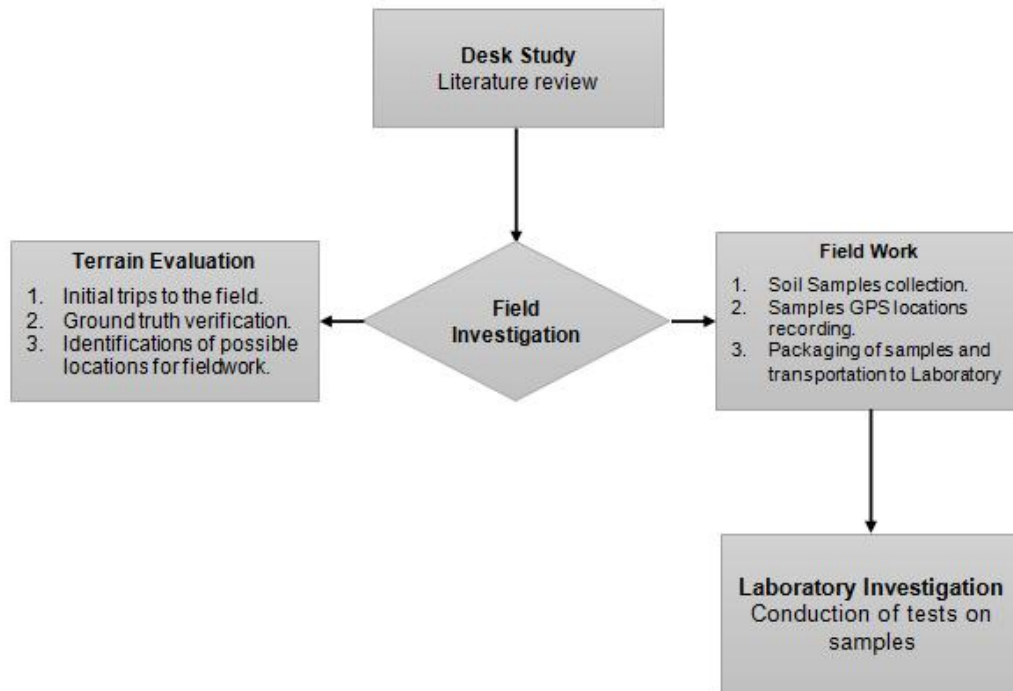 Desk Study
Literature review
Terrain Evaluation
1. Initial trips to the field.
2. Ground truth verification.
3. Identifications of possible
locations for fieldwork.
Field
Investigation
Field Work
1. Soil Samples collection.
2. Samples GPS locations
recording.
3. Packaging of samples and
transportation to Laboratory
Laboratory Investigation
Conduction of tests on
samples